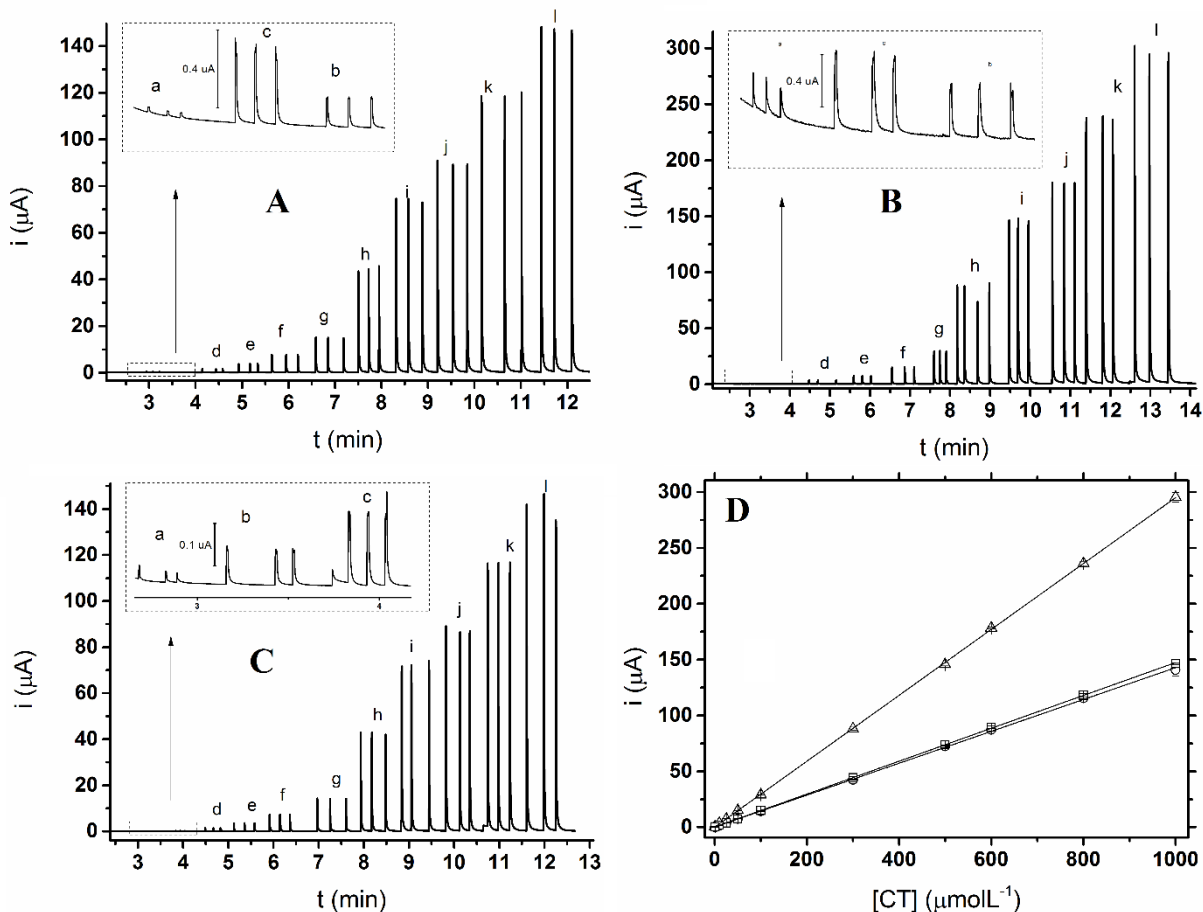 A
i (μA)
140
120
100
80
60
40
20
0
3 4 5 6 7 8 9 10 11 12
t (min)
a
c
b
0.4 uA
d
e
f
g
h
i
j
k
l
B
i (μA)
300
250
200
150
100
50
0
3 4 5 6 7 8 9 10 11 12 13 14
t (min)
0.4 uA
d
e
f
g
h
i
j
k
l
C
i (μA)
140
120
100
80
60
40
20
0
3 4 5 6 7 8 9 10 11 12 13
t (min)
a
b
c
0.1 uA
3 4
d
e
f
g
h
i
j
k
l
D
i (μA)
300
250
200
150
100
50
0
0 200 400 600 800 1000
[CT] (μmolL⁻¹)